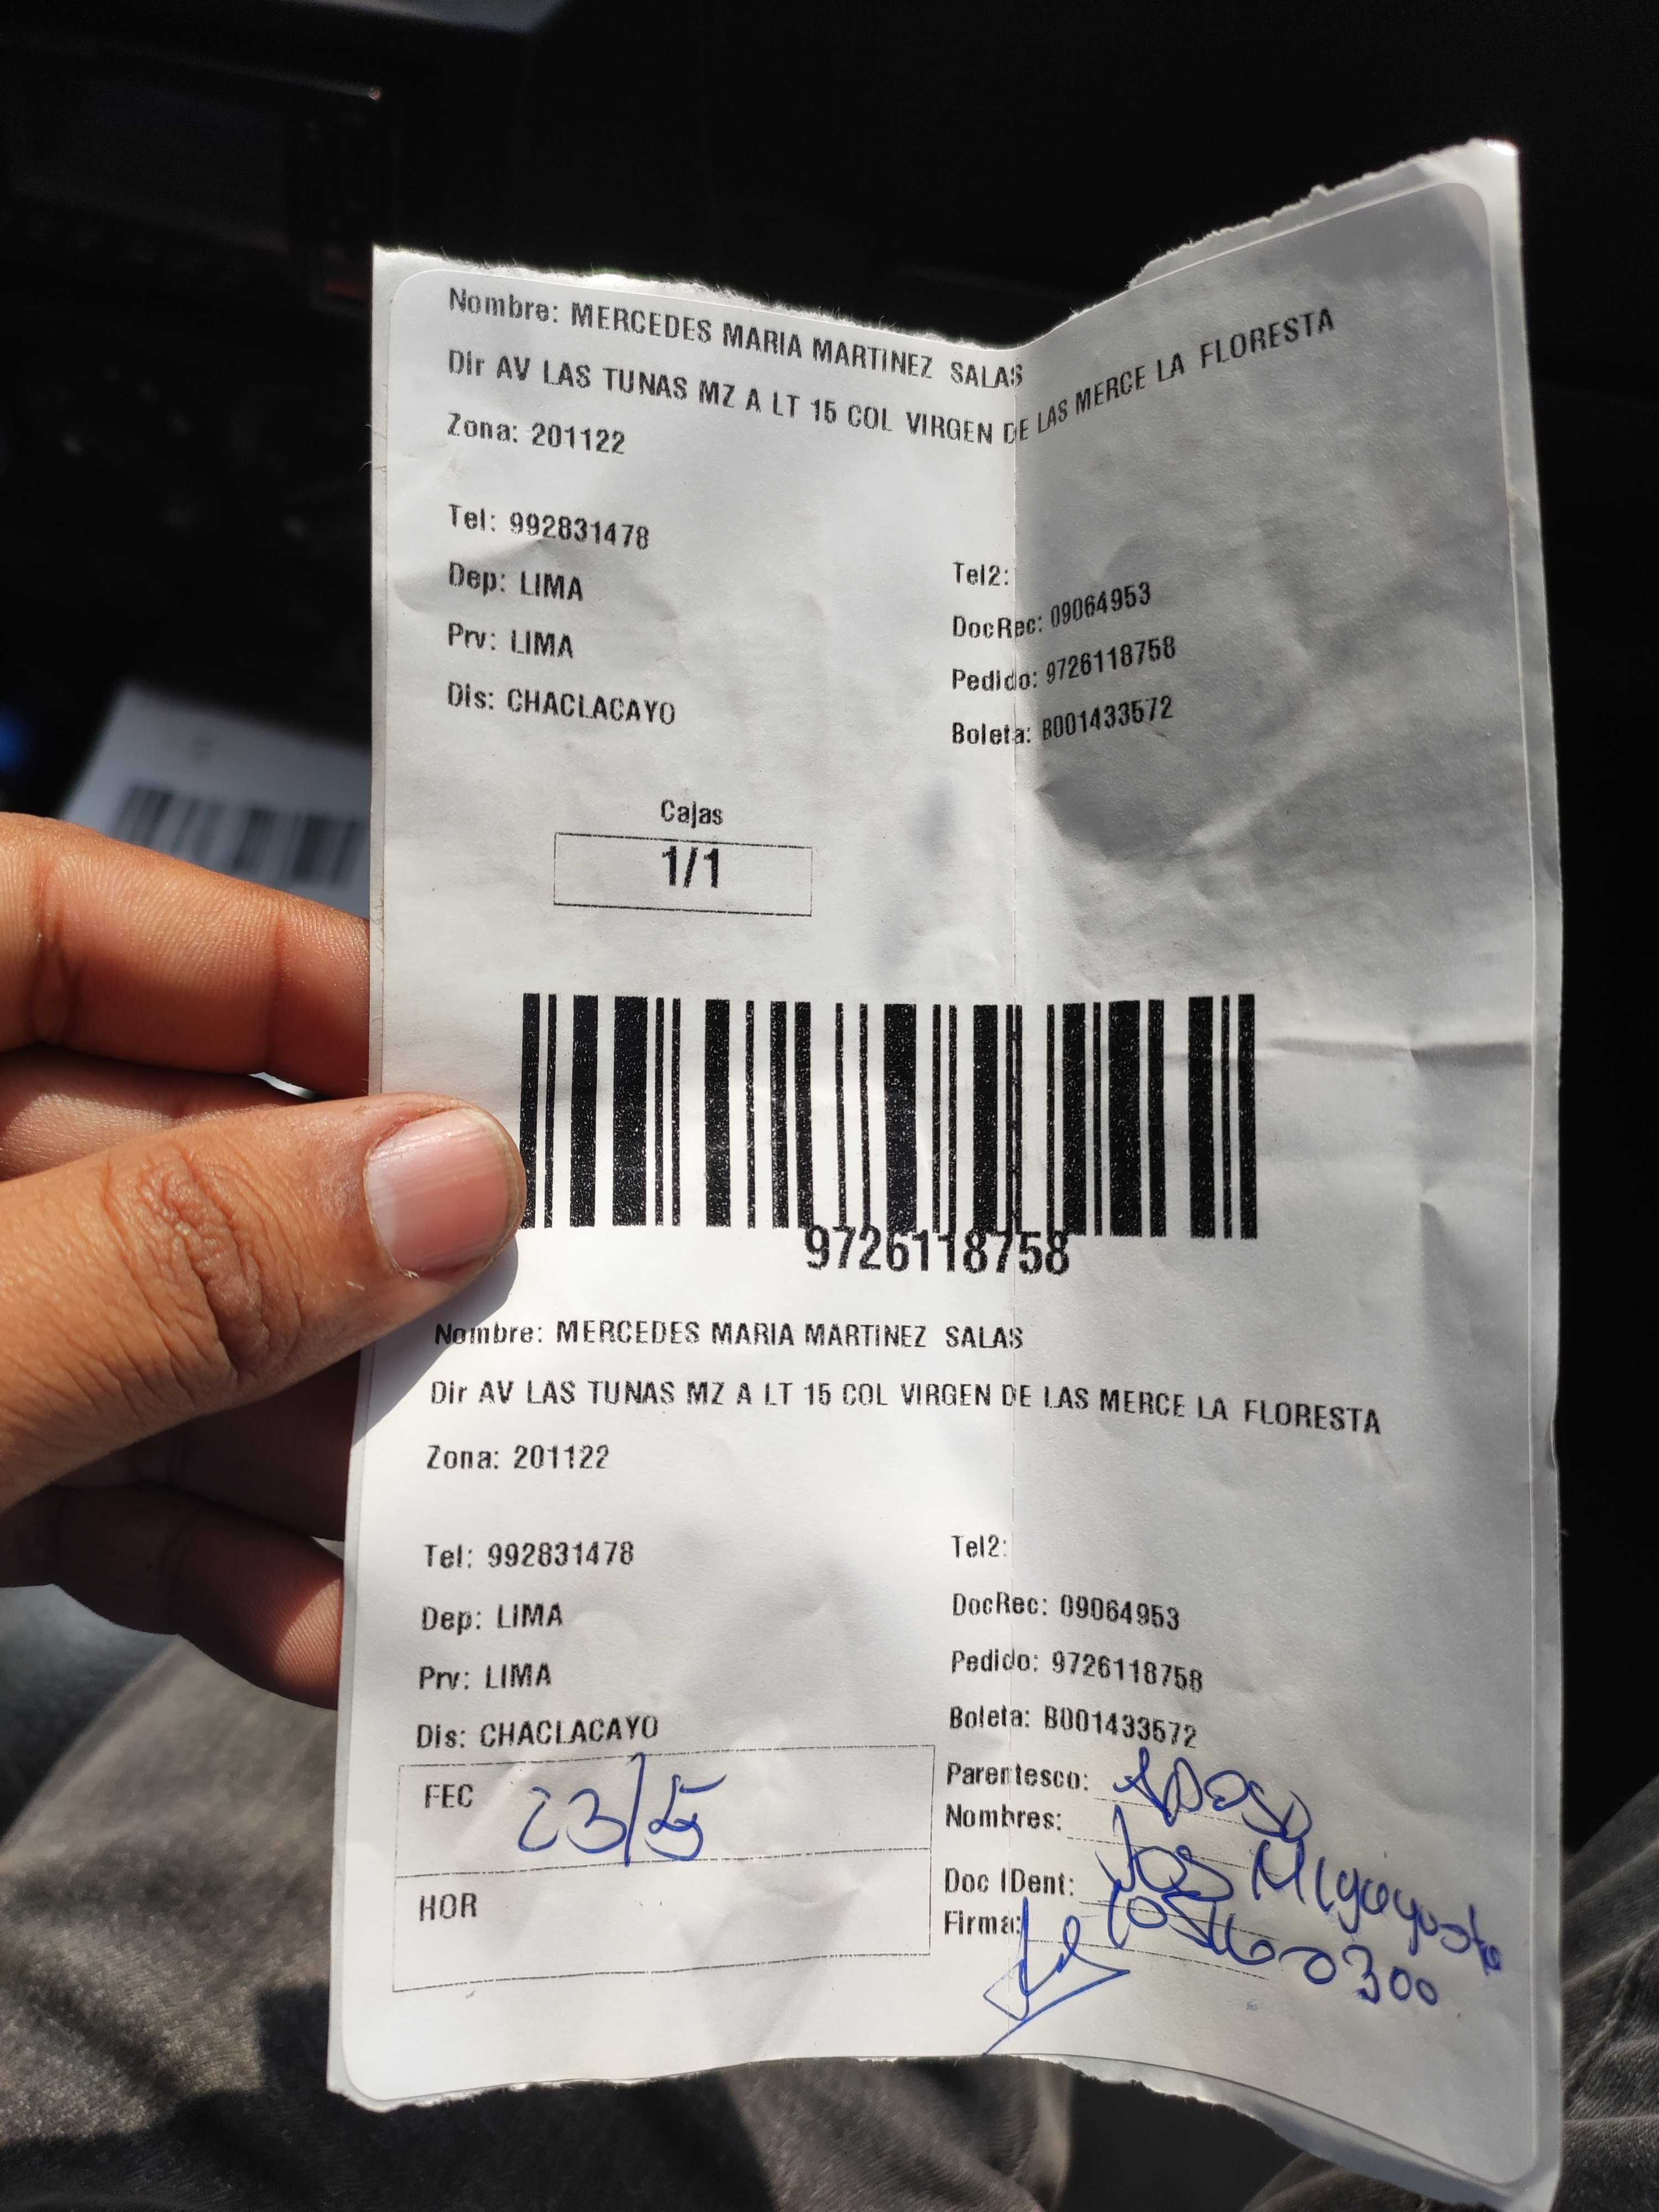 Nombre: MERCEDES MARIA MARTINEZ SALAS
Dir AV LAS TUNAS MZ A LT 15 COL VIRGEN DE LAS MERCE LA FLORESTA
Zona: 201122
Tel: 992831478
Tel2:
Dep: LIMA
DocRec: 09064953
Prv: LIMA
Pedido: 9726118758
Dis: CHACLACAYO
Boleta: B001433572
Cajas
1/1
9726118758
Nombre: MERCEDES MARIA MARTINEZ SALAS
Dir AV LAS TUNAS MZ A LT 15 COL VIRGEN DE LAS MERCE LA FLORESTA
Zona: 201122
Tel: 992831478
Tel2:
Dep: LIMA
DocRec: 09064953
Prv: LIMA
Pedido: 9726118758
Dis: CHACLACAYO
Boleta: B001433572
FEC 23/5
Parentesco:
Nombres:
HOR
Doc IDent:
Firma: